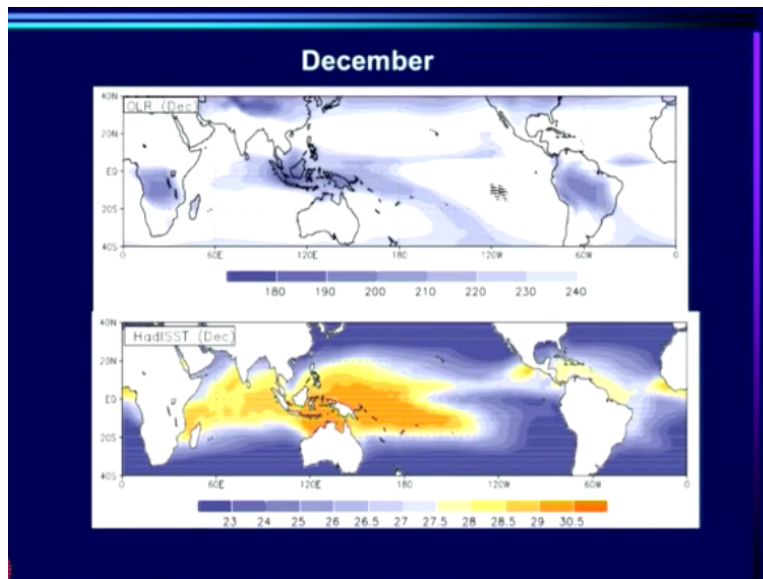 December
OLR (Dec)
40N
20N
EQ
20S
40S
0 60E 120E 180 120W 60W 0
180 190 200 210 220 230 240
HadISST (Dec)
40N
20N
EQ
20S
40S
0 60E 120E 180 120W 60W 0
23 24 25 26 26.5 27 27.5 28 28.5 29 30.5